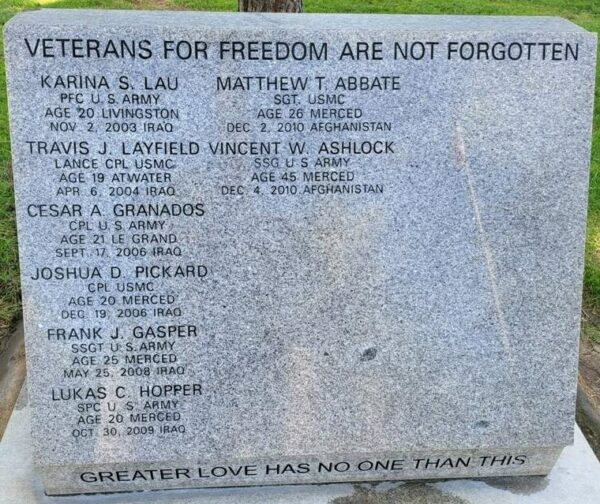 VETERANS FOR FREEDOM ARE NOT FORGOTTEN
KARINA S. LAU
PFC U.S. ARMY
AGE 20 LIVINGSTON
NOV. 2, 2003 IRAQ
TRAVIS J. LAYFIELD
LANCE CPL USMC
AGE 19 ATWATER
APR. 6, 2004 IRAQ
CESAR A. GRANADOS
CPL U.S. ARMY
AGE 21 LE GRAND
SEPT. 17, 2006 IRAQ
JOSHUA D. PICKARD
CPL USMC
AGE 20 MERCED
DEC. 19, 2006 IRAQ
FRANK J. GASPER
SSGT U.S. ARMY
AGE 25 MERCED
MAY 25, 2008 IRAQ
LUKAS C. HOPPER
SPC U.S. ARMY
AGE 20 MERCED
OCT. 30, 2009 IRAQ
MATTHEW T. ABBATE
SGT. USMC
AGE 26 MERCED
DEC. 2, 2010 AFGHANISTAN
VINCENT W. ASHLOCK
SSG U S ARMY
AGE 45 MERCED
DEC. 4, 2010 AFGHANISTAN
GREATER LOVE HAS NO ONE THAN THIS